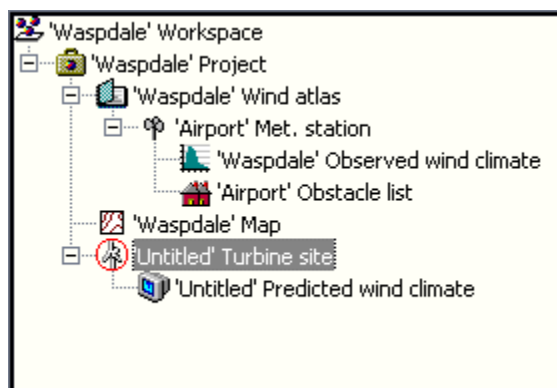 'Waspdale' Workspace
'Waspdale' Project
'Waspdale' Wind atlas
'Airport' Met. station
'Waspdale' Observed wind climate
'Airport' Obstacle list
'Waspdale' Map
Untitled' Turbine site
'Untitled' Predicted wind climate